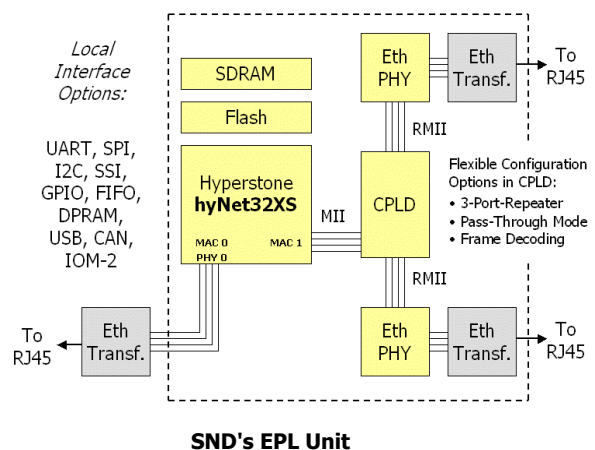 Local
Interface
Options:
UART, SPI,
I2C, SSI,
GPIO, FIFO,
DPRAM,
USB, CAN,
IOM-2
SDRAM
Flash
Hyperstone
hyNet32XS
MAC 0
PHY 0
MAC 1
MII
CPLD
RMII
RMII
Eth
PHY
Eth
Transf.
To
RJ45
Flexible Configuration
Options in CPLD:
• 3-Port-Repeater
• Pass-Through Mode
• Frame Decoding
Eth
PHY
Eth
Transf.
To
RJ45
To
RJ45
Eth
Transf.
SND's EPL Unit